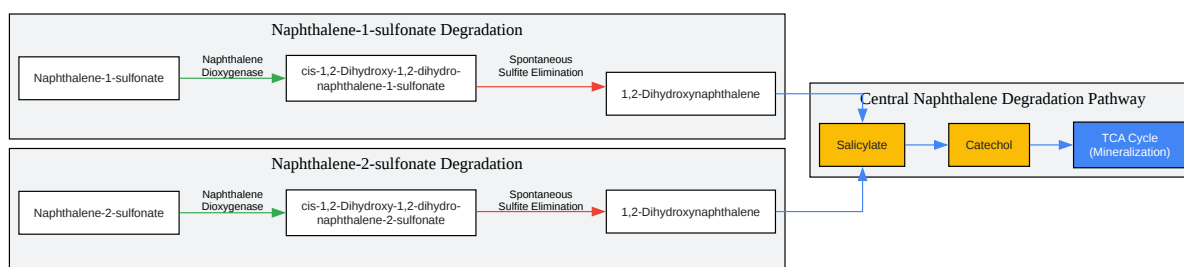 Naphthalene-1-sulfonate Degradation
Naphthalene-1-sulfonate
Naphthalene
Dioxygenase
cis-1,2-Dihydroxy-1,2-dihydro-
naphthalene-1-sulfonate
Spontaneous
Sulfite Elimination
1,2-Dihydroxynaphthalene
Naphthalene-2-sulfonate Degradation
Naphthalene-2-sulfonate
Naphthalene
Dioxygenase
cis-1,2-Dihydroxy-1,2-dihydro-
naphthalene-2-sulfonate
Spontaneous
Sulfite Elimination
1,2-Dihydroxynaphthalene
Central Naphthalene Degradation Pathway
Salicylate
Catechol
TCA Cycle
(Mineralization)